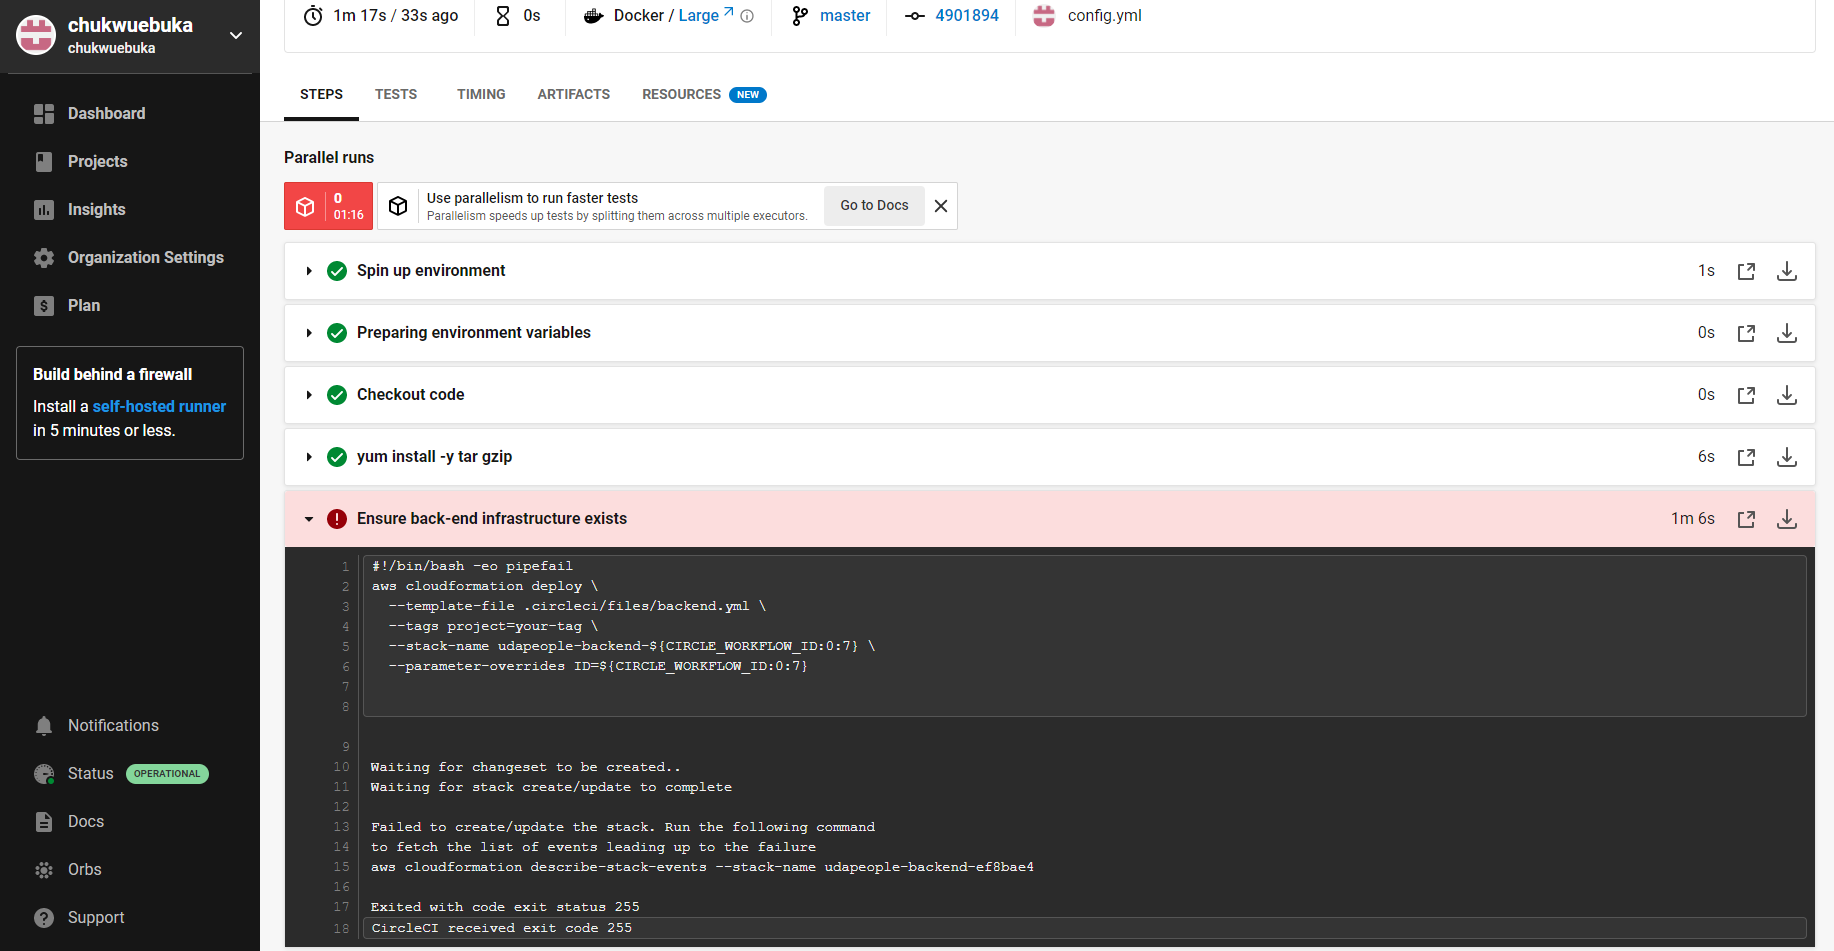 chukwuebuka
chukwuebuka
Dashboard
Projects
Insights
Organization Settings
Plan
Build behind a firewall
Install a self-hosted runner
in 5 minutes or less.
Notifications
Status OPERATIONAL
Docs
Orbs
Support
1m 17s / 33s ago
0s
Docker / Large
master
4901894
config.yml
STEPS
TESTS
TIMING
ARTIFACTS
RESOURCES NEW
Parallel runs
0
01:16
Use parallelism to run faster tests
Parallelism speeds up tests by splitting them across multiple executors.
Go to Docs
Spin up environment 1s
Preparing environment variables 0s
Checkout code 0s
yum install -y tar gzip 6s
Ensure back-end infrastructure exists 1m 6s
1 #!/bin/bash -eo pipefail
2 aws cloudformation deploy \
3 --template-file .circleci/files/backend.yml \
4 --tags project=your-tag \
5 --stack-name udapeople-backend-${CIRCLE_WORKFLOW_ID:0:7} \
6 --parameter-overrides ID=${CIRCLE_WORKFLOW_ID:0:7}
7
8
9
10 Waiting for changeset to be created..
11 Waiting for stack create/update to complete
12
13 Failed to create/update the stack. Run the following command
14 to fetch the list of events leading up to the failure
15 aws cloudformation describe-stack-events --stack-name udapeople-backend-ef8bae4
16
17 Exited with code exit status 255
18 CircleCI received exit code 255